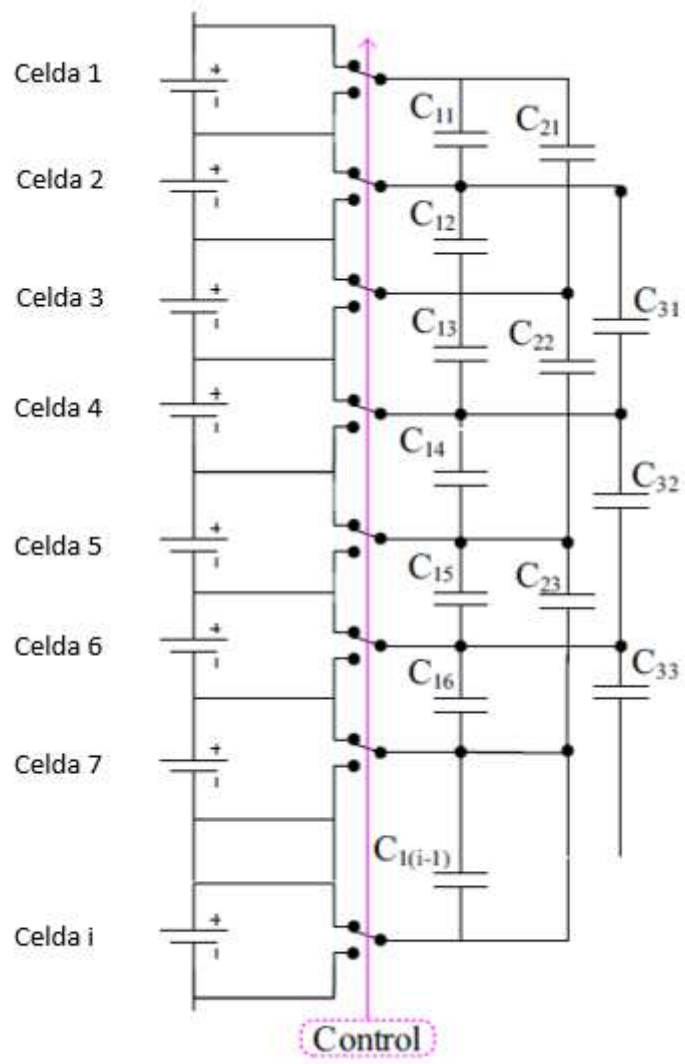 Celda 1
Celda 2
Celda 3
Celda 4
Celda 5
Celda 6
Celda 7
Celda i
+
-
+
-
+
-
+
-
+
-
+
-
+
-
+
-
C11
C21
C12
C31
C13
C22
C14
C32
C15
C23
C16
C33
C1(i-1)
Control